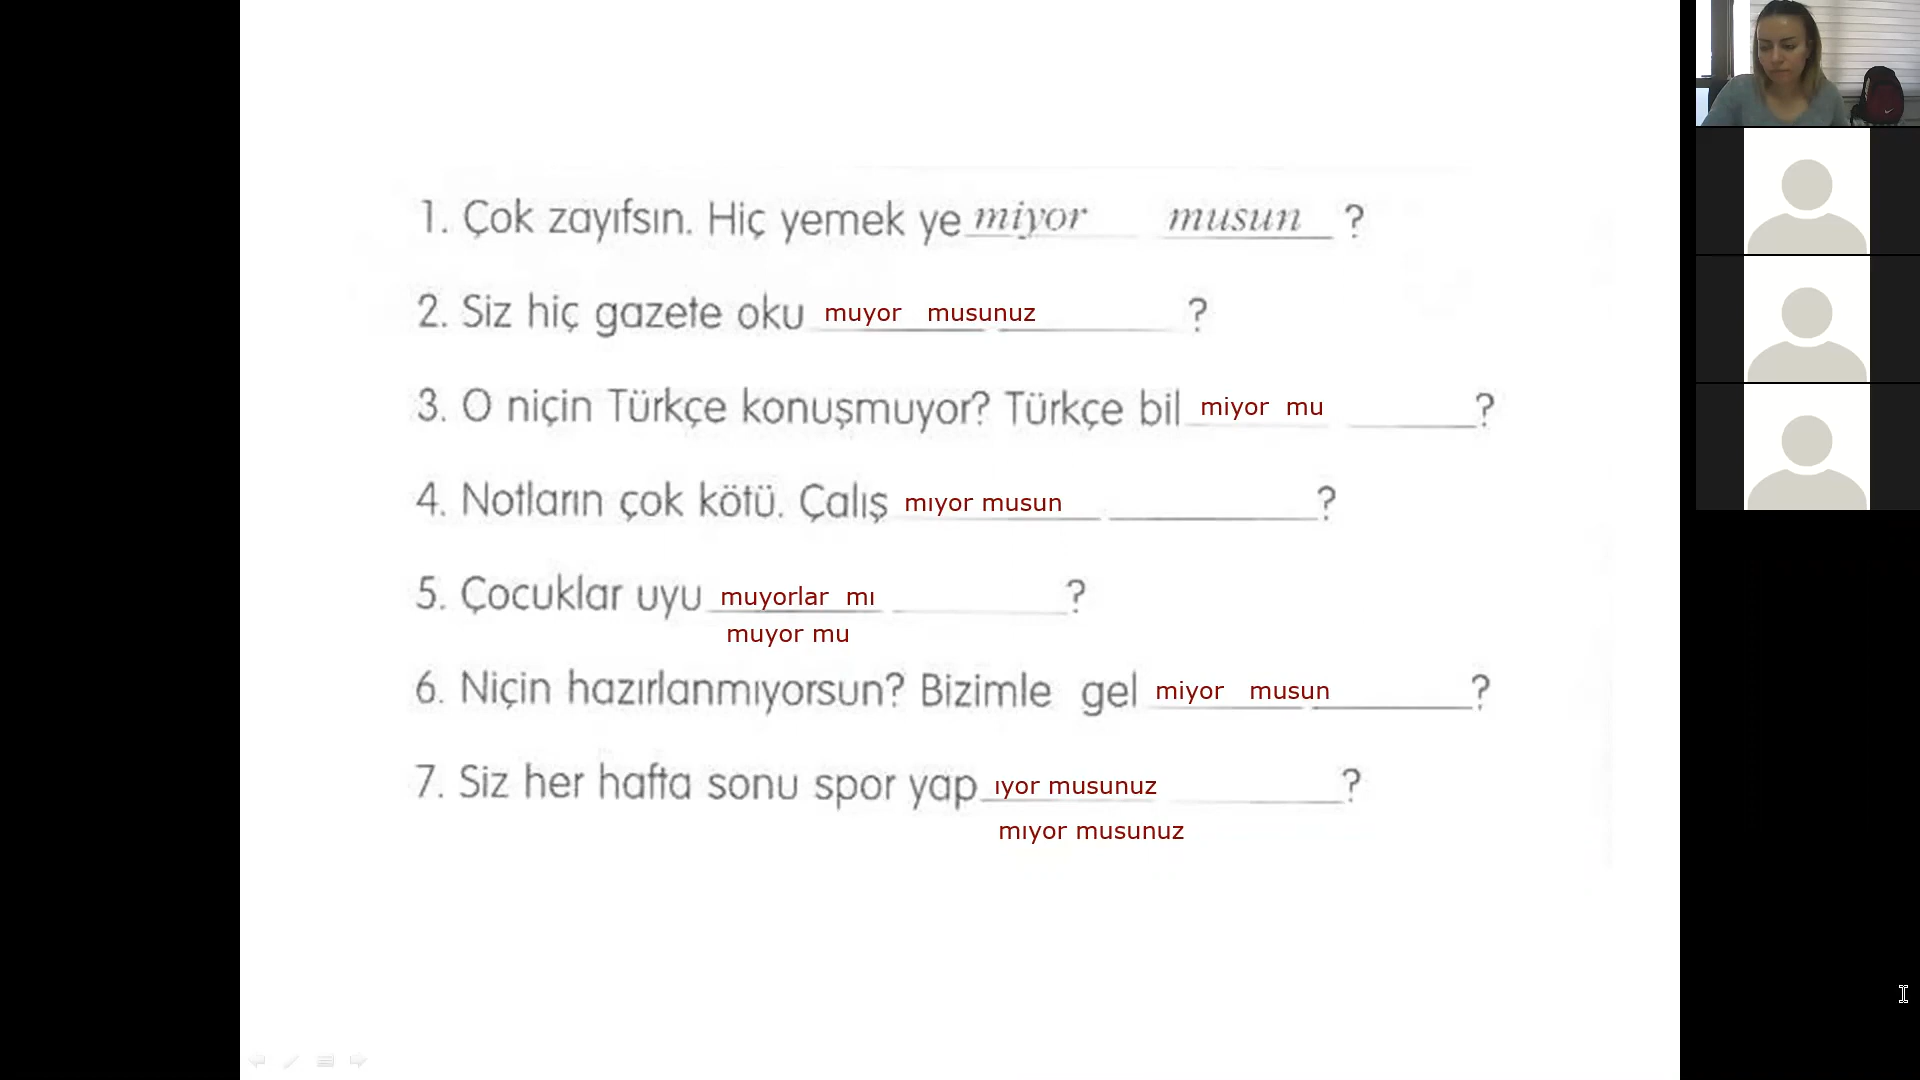 1. Çok zayıfsın. Hiç yemek ye miyor musun ?
2. Siz hiç gazete oku muyor musunuz ?
3. O niçin Türkçe konuşmuyor? Türkçe bil miyor mu ?
4. Notların çok kötü. Çalış mıyor musun ?
5. Çocuklar uyu muyorlar mı ?
muyor mu
6. Niçin hazırlanmıyorsun? Bizimle gel miyor musun ?
7. Siz her hafta sonu spor yap ıyor musunuz ?
mıyor musunuz